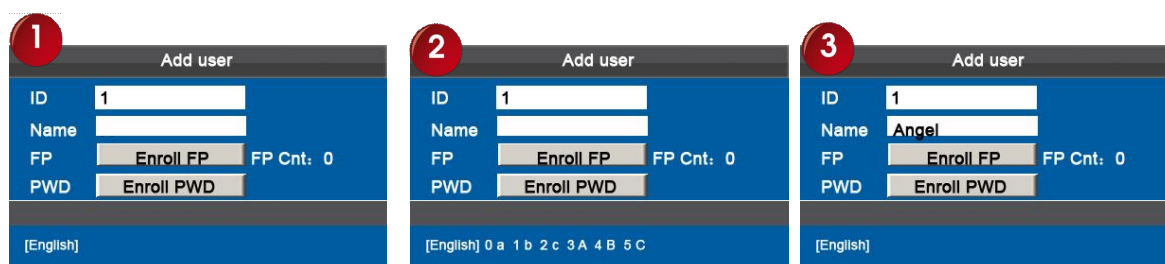 1
Add user
ID 1
Name
FP Enroll FP FP Cnt: 0
PWD Enroll PWD
[English]
2
Add user
ID 1
Name
FP Enroll FP FP Cnt: 0
PWD Enroll PWD
[English] 0 a 1 b 2 c 3 A 4 B 5 C
3
Add user
ID 1
Name Angel
FP Enroll FP FP Cnt: 0
PWD Enroll PWD
[English]